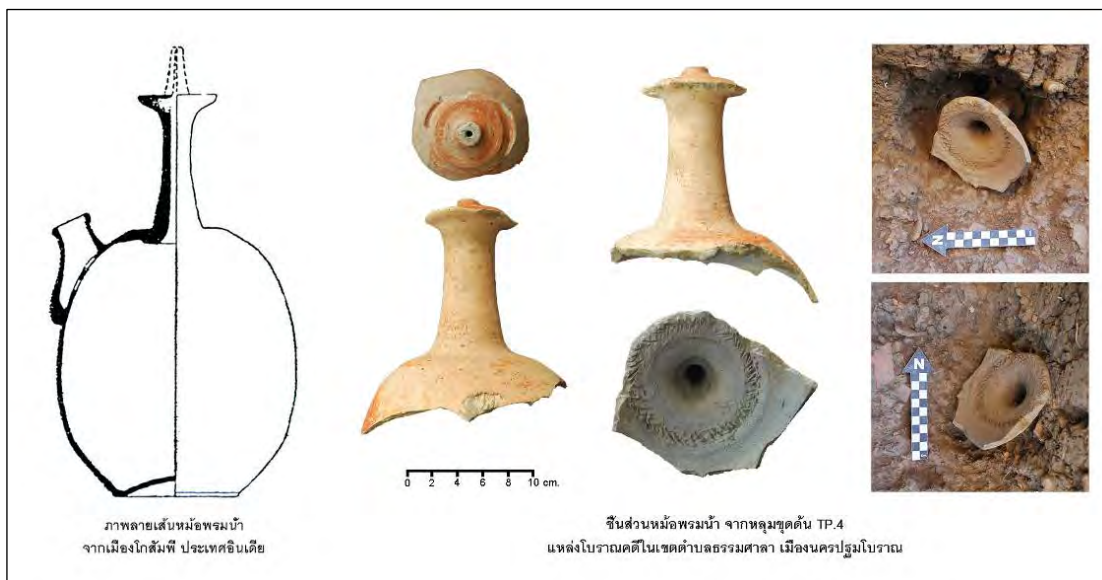 ภาพลายเส้นหม้อพรมน้ำ
จากเมืองโกสัมพี ประเทศอินเดีย
0 2 4 6 8 10 cm.
ชิ้นส่วนหม้อพรมน้ำ จากหลุมขุดค้น TP.4
แหล่งโบราณคดีในเขตตำบลธรรมศาลา เมืองนครปฐมโบราณ
N
N